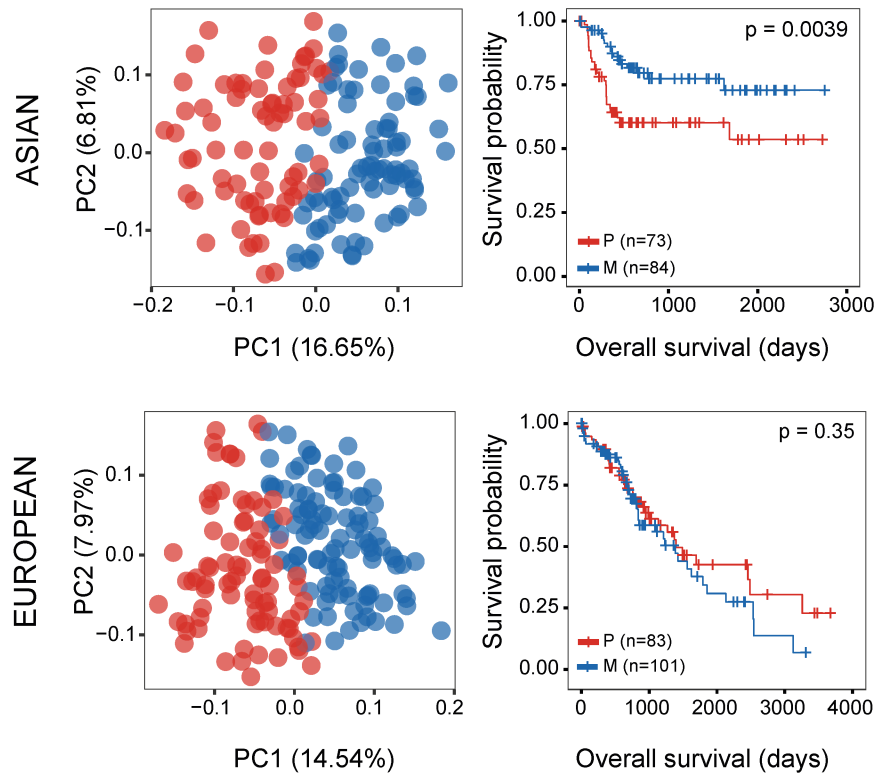 ASIAN
PC2 (6.81%)
0.1
0.0
−0.1
−0.2 −0.1 0.0 0.1
PC1 (16.65%)
Survival probability
1.00
0.75
0.50
0.25
0.00
p = 0.0039
P (n=73)
M (n=84)
0 1000 2000 3000
Overall survival (days)
EUROPEAN
PC2 (7.97%)
0.1
0.0
−0.1
−0.1 0.0 0.1 0.2
PC1 (14.54%)
Survival probability
1.00
0.75
0.50
0.25
0.00
p = 0.35
P (n=83)
M (n=101)
0 1000 2000 3000 4000
Overall survival (days)